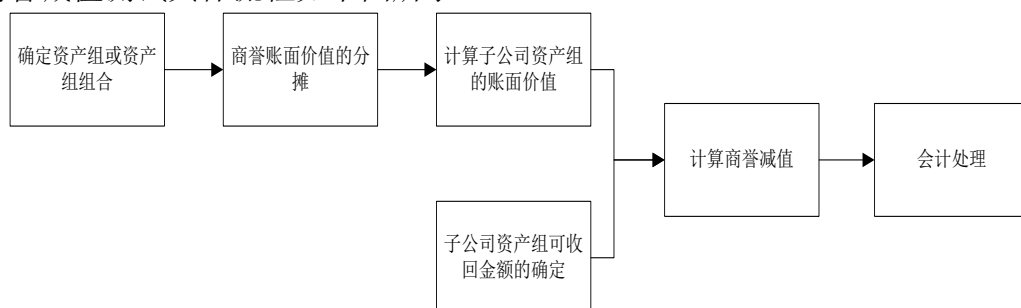 确定资产组或资产
组组合
商誉账面价值的分
摊
计算子公司资产组
的账面价值
计算商誉减值
会计处理
子公司资产组可收
回金额的确定